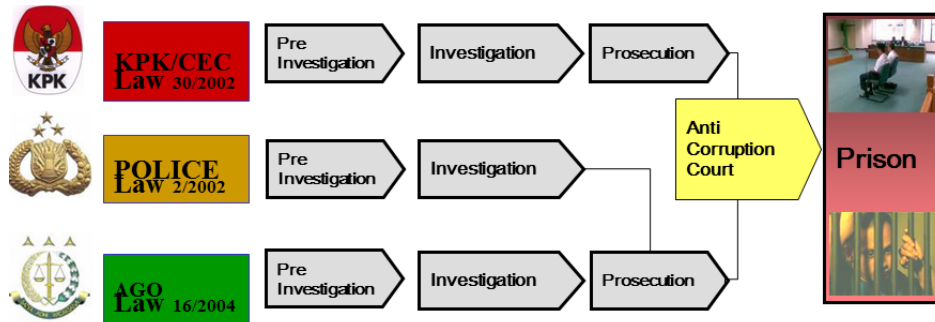 KPK
KPK/CEC
Law 30/2002
Pre
Investigation
Investigation
Prosecution
POLICE
Law 2/2002
Pre
Investigation
Investigation
Anti
Corruption
Court
Prison
AGO
Law 16/2004
Pre
Investigation
Investigation
Prosecution